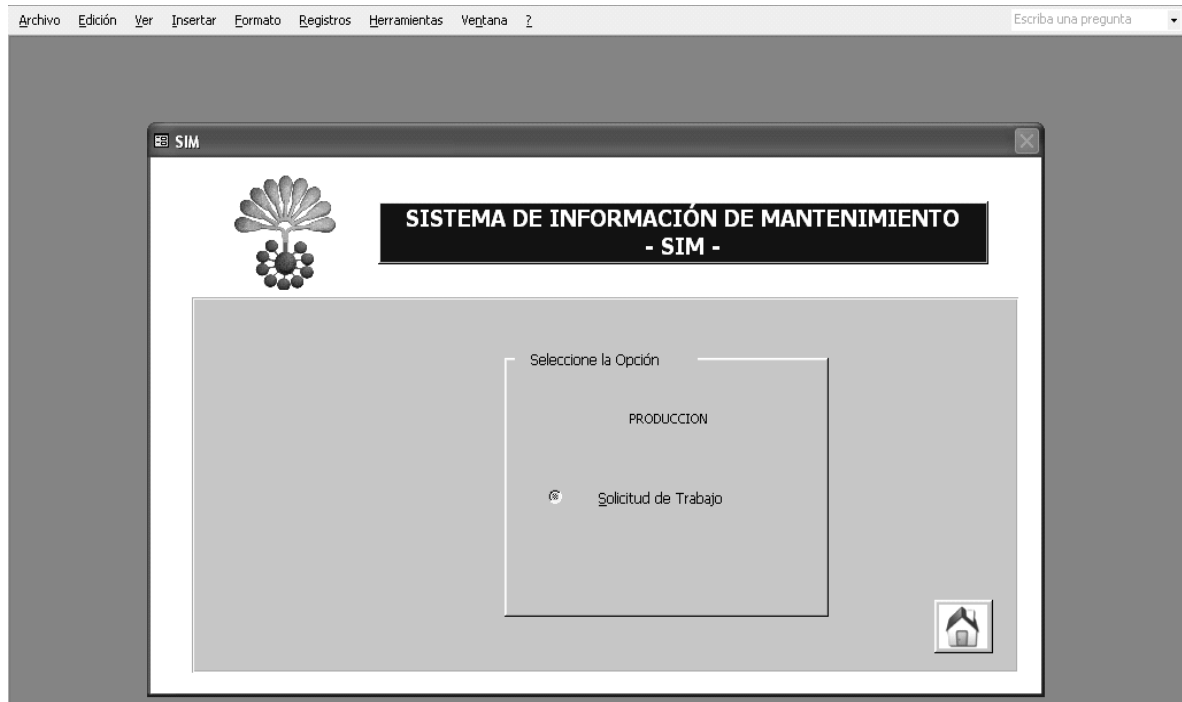 Archivo Edición Ver Insertar Formato Registros Herramientas Ventana ? Escriba una pregunta
SIM
SISTEMA DE INFORMACIÓN DE MANTENIMIENTO
- SIM -
Seleccione la Opción
PRODUCCION
Solicitud de Trabajo